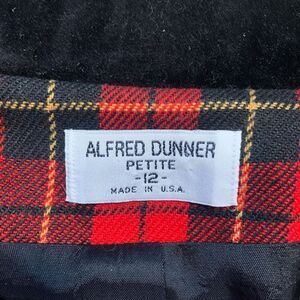 ALFRED DUNNER
PETITE
-12-
MADE IN U.S.A.